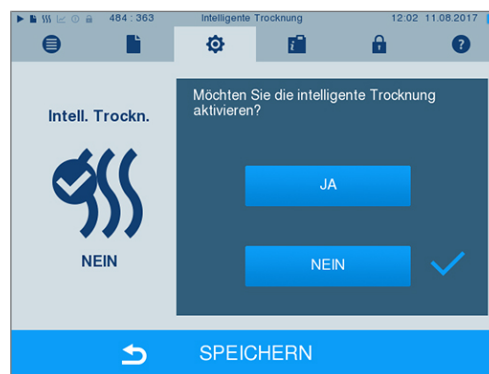 484 : 363 Intelligente Trocknung 12:02 11.08.2017
Intell. Trockn.
NEIN
Möchten Sie die intelligente Trocknung
aktivieren?
JA
NEIN
SPEICHERN